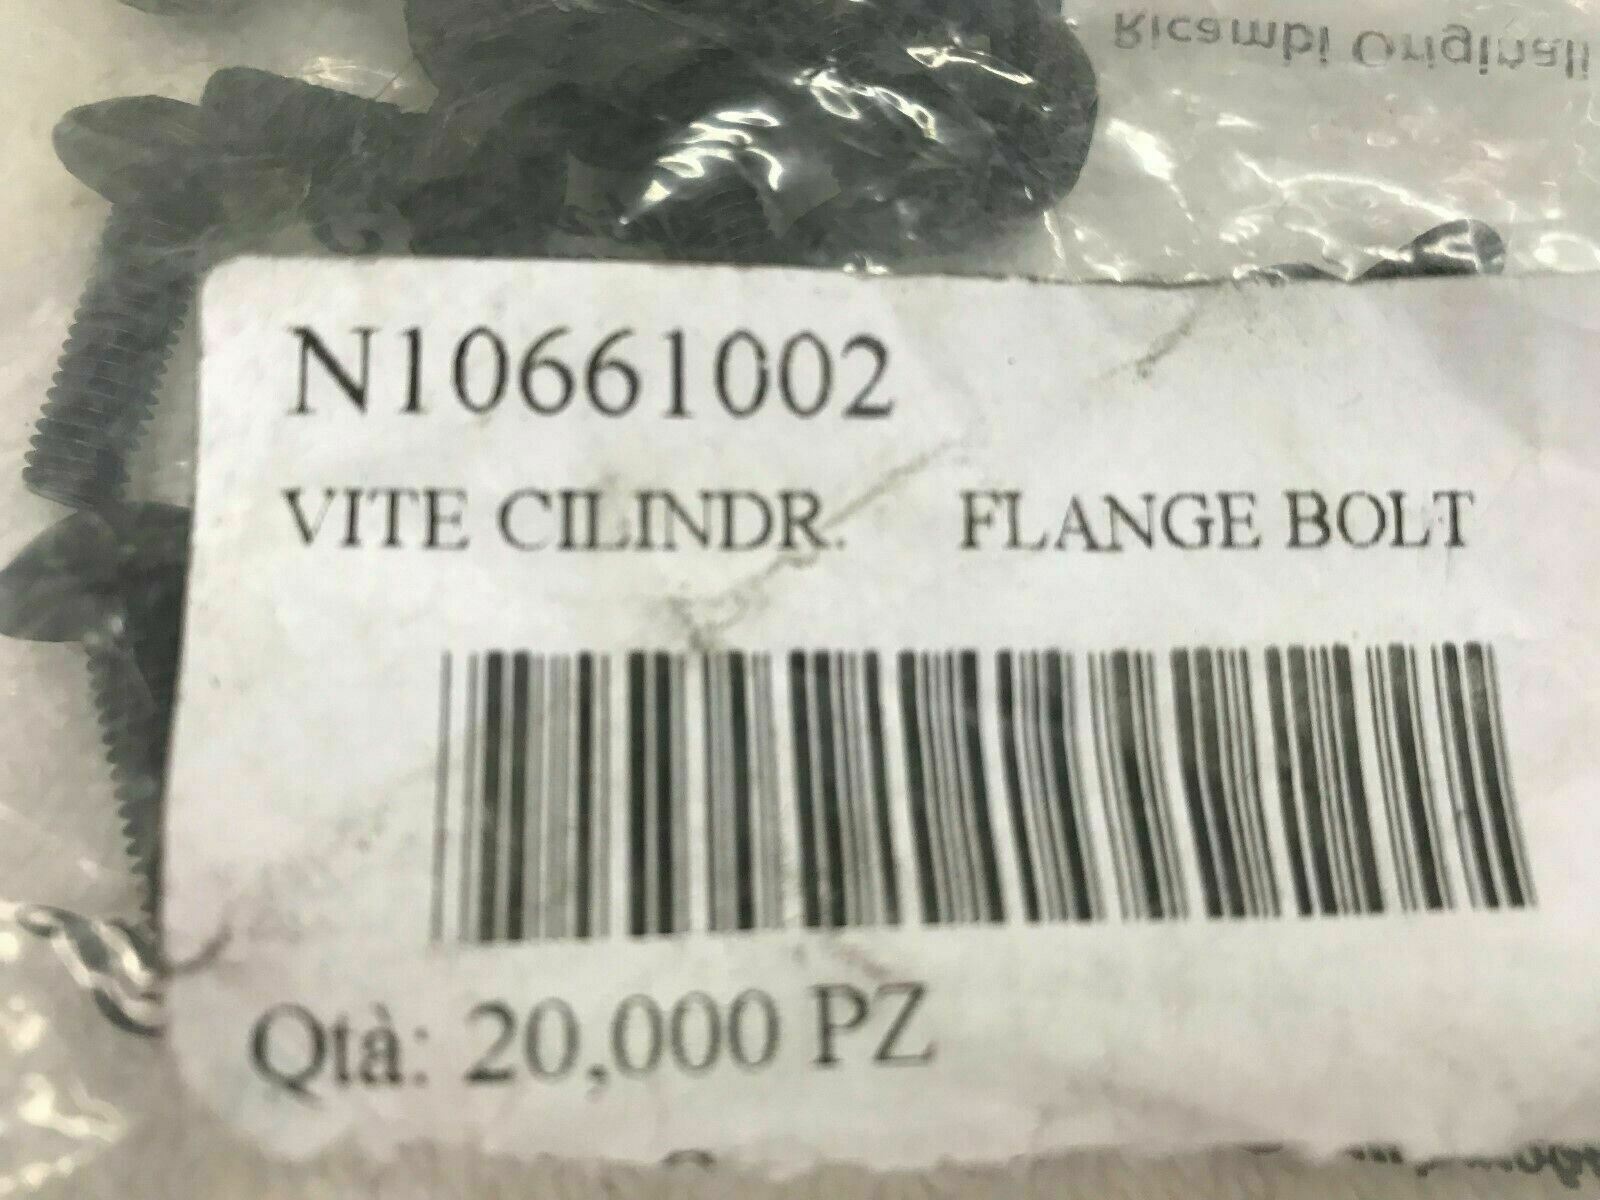 Ricambi Originali
N10661002
VITE CILINDR. FLANGE BOLT
Qtà: 20,000 PZ